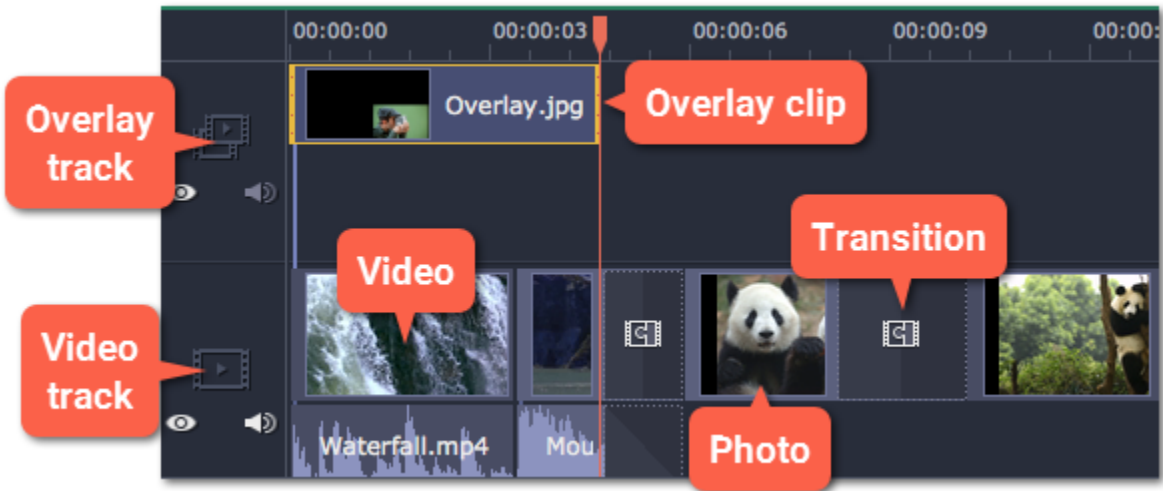 00:00:00 00:00:03 00:00:06 00:00:09 00:00:
Overlay
track
Overlay.jpg
Overlay clip
Video
Transition
Video
track
Waterfall.mp4
Mou
Photo